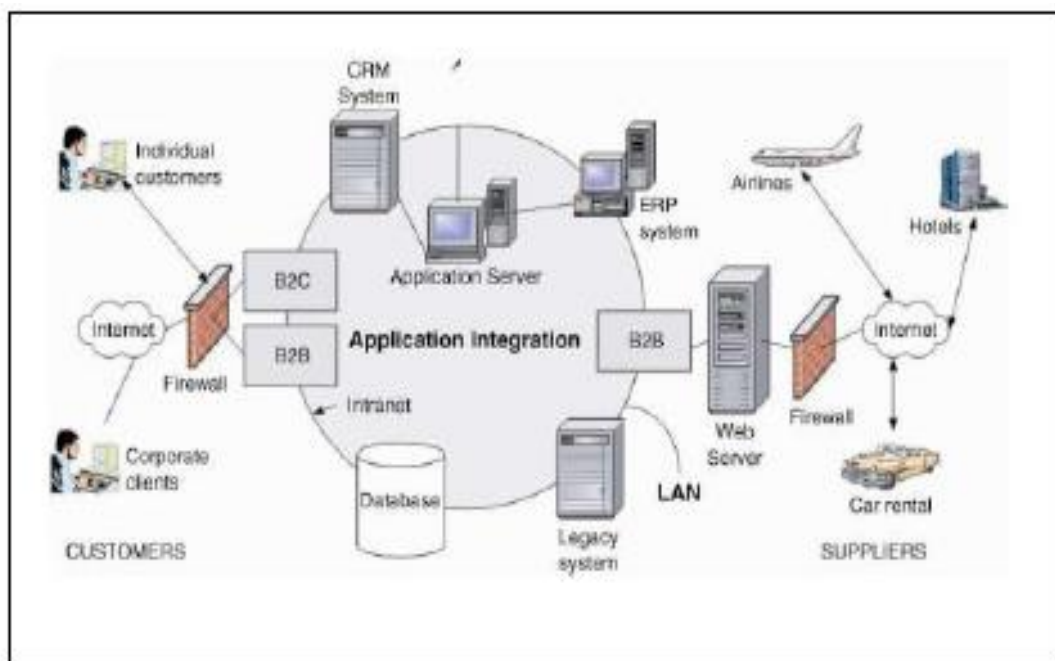 CRM
System
Individual
customers
Airlines
Hotels
ERP
system
Application Server
B2C
Internet
Application Integration
B2B
B2B
Internet
Firewall
Intranet
Firewall
Web
Server
Corporate
clients
Database
LAN
Car rental
CUSTOMERS
Legacy
system
SUPPLIERS